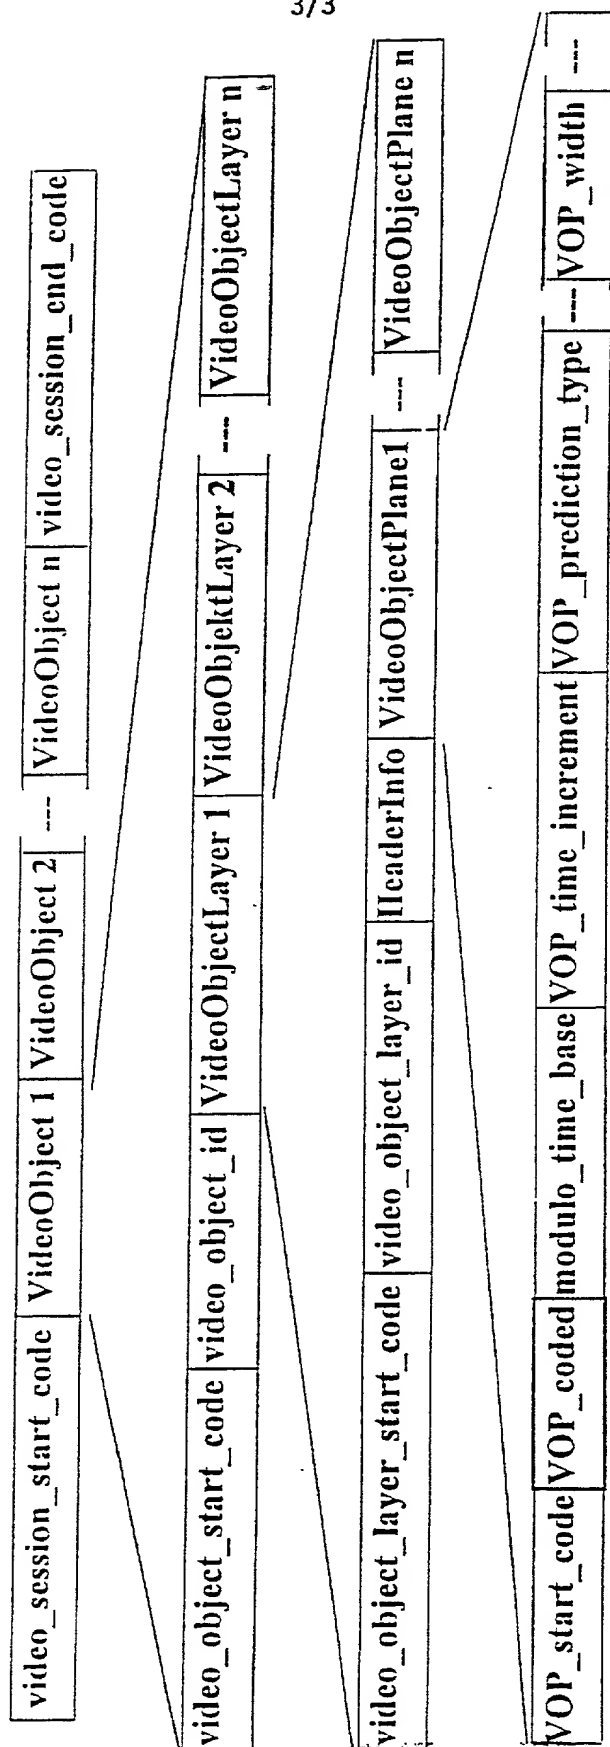 3/3
video_session_start_code VideoObject 1 VideoObject 2 --- VideoObject n video_session_end_code
video_object_start_code video_object_id VideoObjectLayer 1 VideoObjektLayer 2 --- VideoObjectLayer n
video_object_layer_start_code video_object_layer_id HeaderInfo VideoObjectPlane1 --- VideoObjectPlane n
VOP_start_code VOP_coded modulo_time_base VOP_time_increment VOP_prediction_type --- VOP_width ---